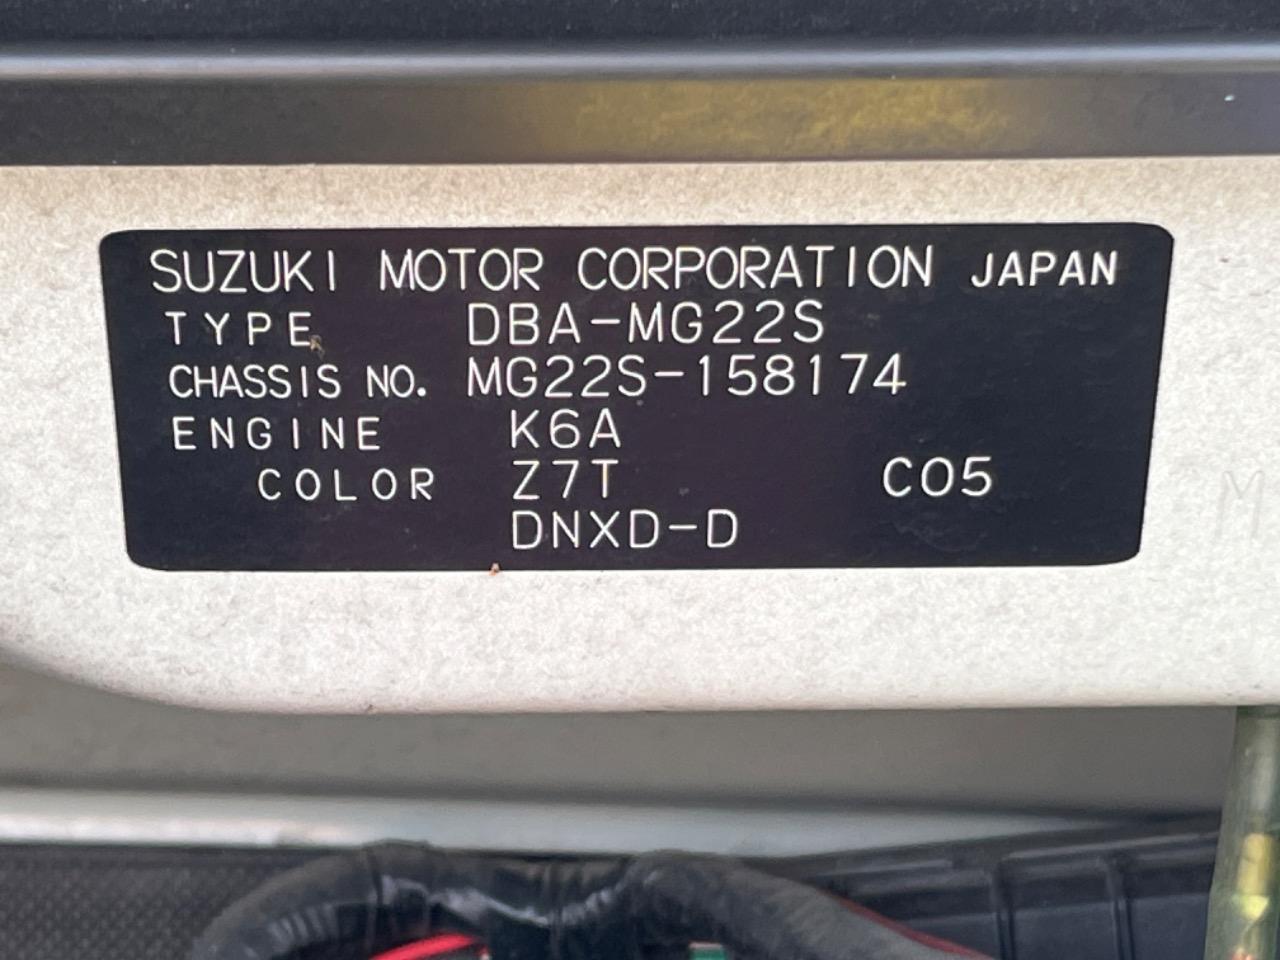 SUZUKI MOTOR CORPORATION JAPAN
TYPE DBA-MG22S
CHASSIS NO. MG22S-158174
ENGINE K6A
COLOR Z7T C05
DNXD-D